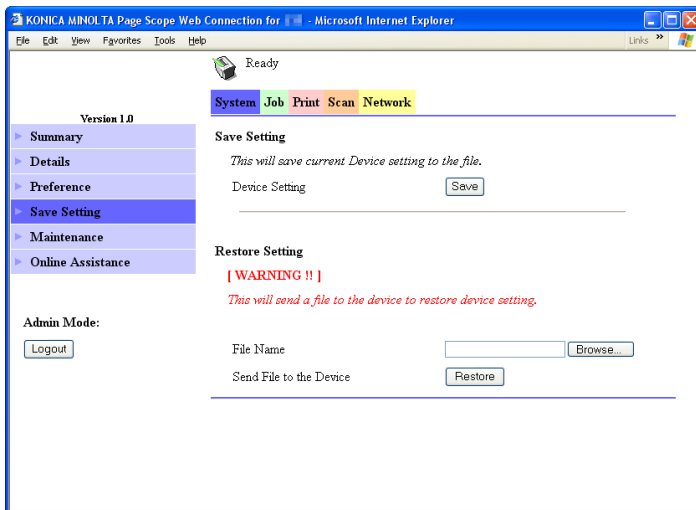 KONICA MINOLTA Page Scope Web Connection for - Microsoft Internet Explorer
File Edit View Favorites Tools Help Links »
Ready
System Job Print Scan Network
Version 1.0
Summary
Details
Preference
Save Setting
Maintenance
Online Assistance
Admin Mode:
Logout
Save Setting
This will save current Device setting to the file.
Device Setting Save
Restore Setting
[ WARNING !! ]
This will send a file to the device to restore device setting.
File Name Browse...
Send File to the Device Restore